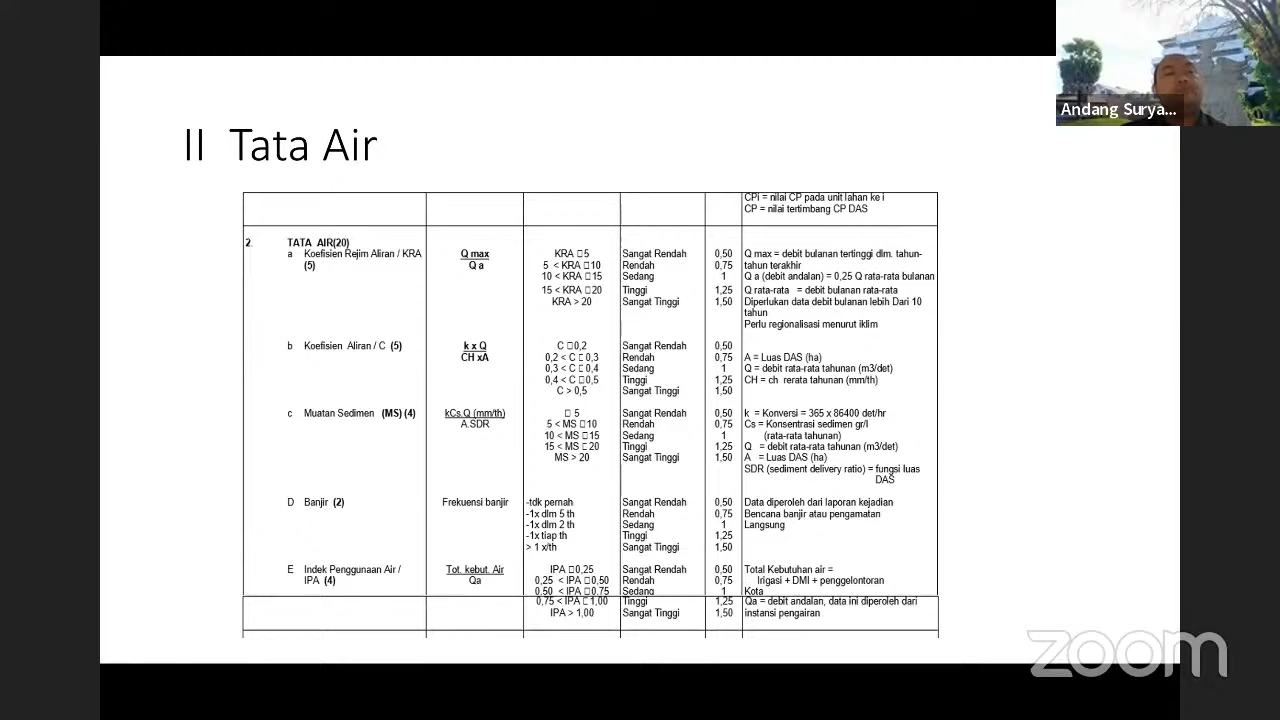 Andang Surya...
II Tata Air
CPi = nilai CP pada unit lahan ke i
CP = nilai tertimbang CP DAS
2. TATA AIR(20)
a Koefisien Rejim Aliran / KRA Q max KRA □ 5 Sangat Rendah 0,50 Q max = debit bulanan tertinggi dlm. tahun-
(5) Q a 5 < KRA □ 10 Rendah 0,75 tahun terakhir
10 < KRA □ 15 Sedang 1 Q a (debit andalan) = 0,25 Q rata-rata bulanan
15 < KRA □ 20 Tinggi 1,25 Q rata-rata = debit bulanan rata-rata
KRA > 20 Sangat Tinggi 1,50 Diperlukan data debit bulanan lebih Dari 10
tahun
Perlu regionalisasi menurut iklim
b Koefisien Aliran / C (5) k x Q C □ 0,2 Sangat Rendah 0,50
CH xA 0,2 < C □ 0,3 Rendah 0,75 A = Luas DAS (ha)
0,3 < C □ 0,4 Sedang 1 Q = debit rata-rata tahunan (m3/det)
0,4 < C □ 0,5 Tinggi 1,25 CH = ch rerata tahunan (mm/th)
C > 0,5 Sangat Tinggi 1,50
c Muatan Sedimen (MS) (4) kCs.Q (mm/th) □ 5 Sangat Rendah 0,50 k = Konversi = 365 x 86400 det/hr
A.SDR 5 < MS □ 10 Rendah 0,75 Cs = Konsentrasi sedimen gr/l
10 < MS □ 15 Sedang 1 (rata-rata tahunan)
15 < MS □ 20 Tinggi 1,25 Q = debit rata-rata tahunan (m3/det)
MS > 20 Sangat Tinggi 1,50 A = Luas DAS (ha)
SDR (sediment delivery ratio) = fungsi luas
DAS
D Banjir (2) Frekuensi banjir -tdk pernah Sangat Rendah 0,50 Data diperoleh dari laporan kejadian
-1x dlm 5 th Rendah 0,75 Bencana banjir atau pengamatan
-1x dlm 2 th Sedang 1 Langsung
-1x tiap th Tinggi 1,25
> 1 x/th Sangat Tinggi 1,50
E Indek Penggunaan Air / Tot. kebut. Air IPA □ 0,25 Sangat Rendah 0,50 Total Kebutuhan air =
IPA (4) Qa 0,25 < IPA □ 0,50 Rendah 0,75 Irigasi + DMI + penggelontoran
0,50 < IPA □ 0,75 Sedang 1 Kota
0,75 < IPA □ 1,00 Tinggi 1,25 Qa = debit andalan, data ini diperoleh dari
IPA > 1,00 Sangat Tinggi 1,50 instansi pengairan
zoom